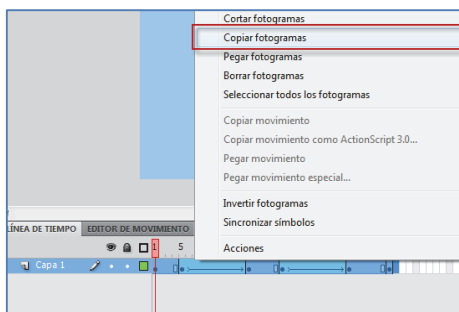 Cortar fotogramas
Copiar fotogramas
Pegar fotogramas
Borrar fotogramas
Seleccionar todos los fotogramas
Copiar movimiento
Copiar movimiento como ActionScript 3.0...
Pegar movimiento
Pegar movimiento especial...
Invertir fotogramas
Sincronizar símbolos
Acciones
LÍNEA DE TIEMPO EDITOR DE MOVIMIENTO
1 5
Capa 1